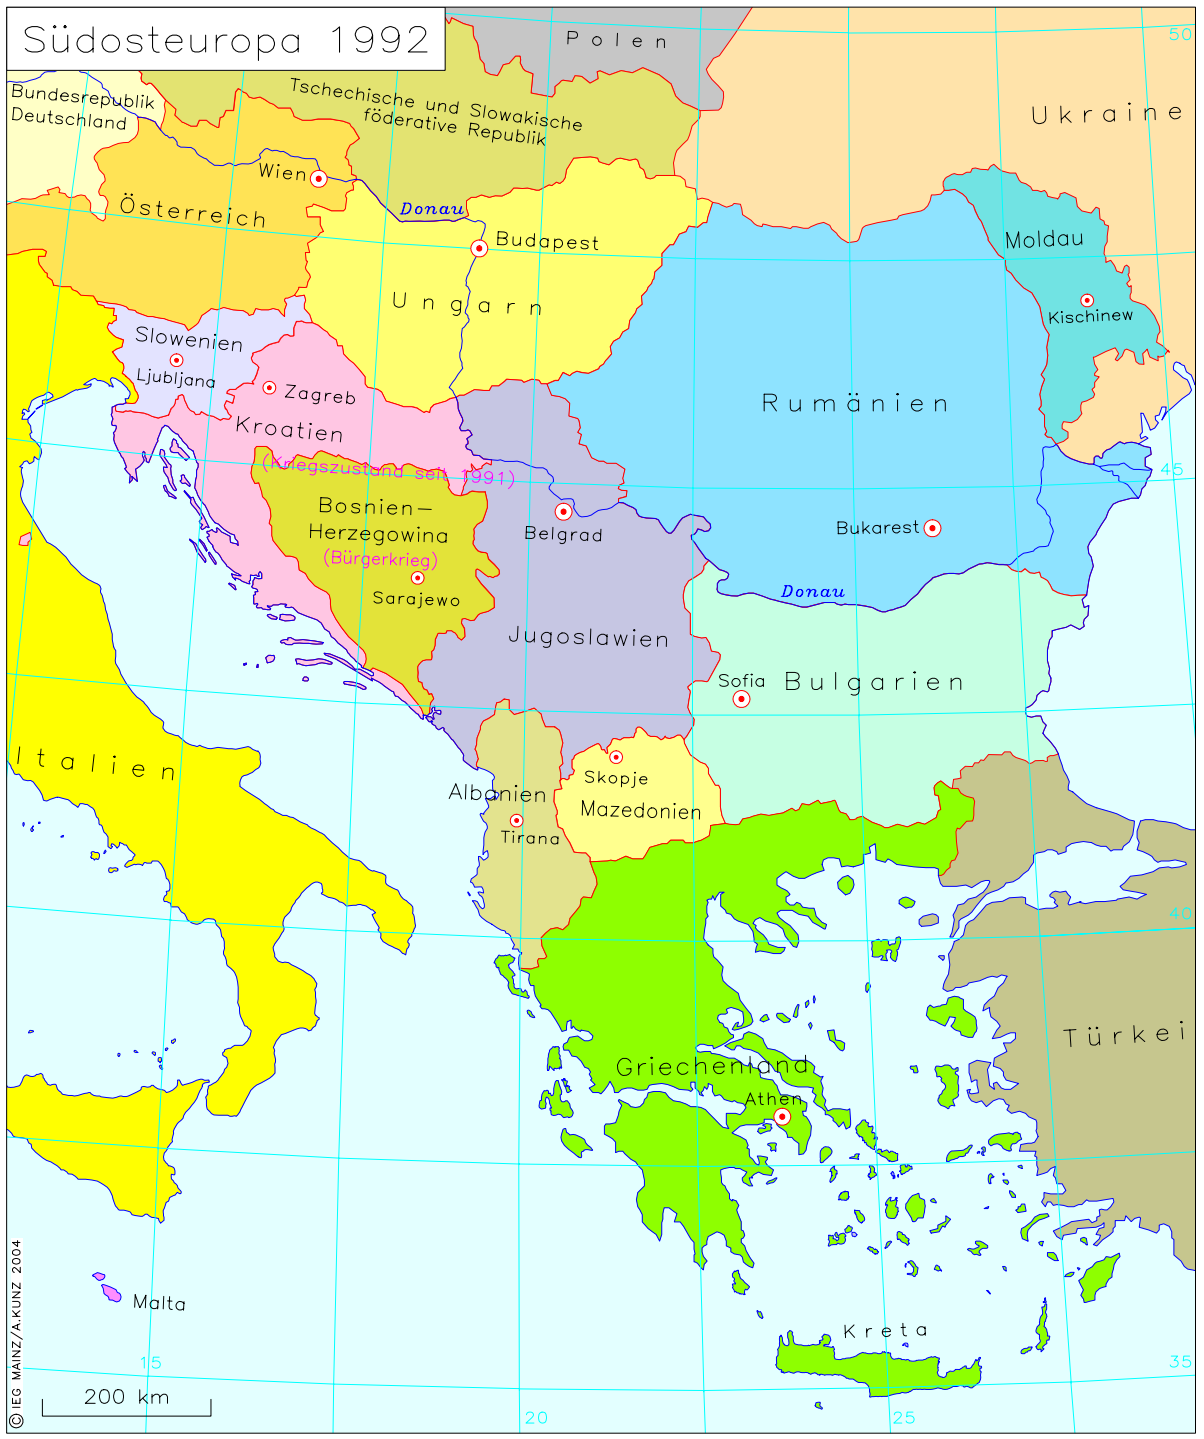 Südosteuropa 1992
Polen
50
Ukraine
Bundesrepublik
Deutschland
Tschechische und Slowakische
föderative Republik
Wien
Österreich
Donau
Budapest
Moldau
Kischinew
Ungarn
Slowenien
Ljubljana
Zagreb
Kroatien
(Kriegszustand seit 1991)
Rumänien
45
Bosnien–
Herzegowina
(Bürgerkrieg)
Sarajewo
Belgrad
Bukarest
Donau
Jugoslawien
Sofia
Bulgarien
Italien
Skopje
Mazedonien
Albanien
Tirana
40
Türkei
Griechenland
Athen
Malta
Kreta
15
35
200 km
20
25
© IEG MAINZ/A.KUNZ 2004